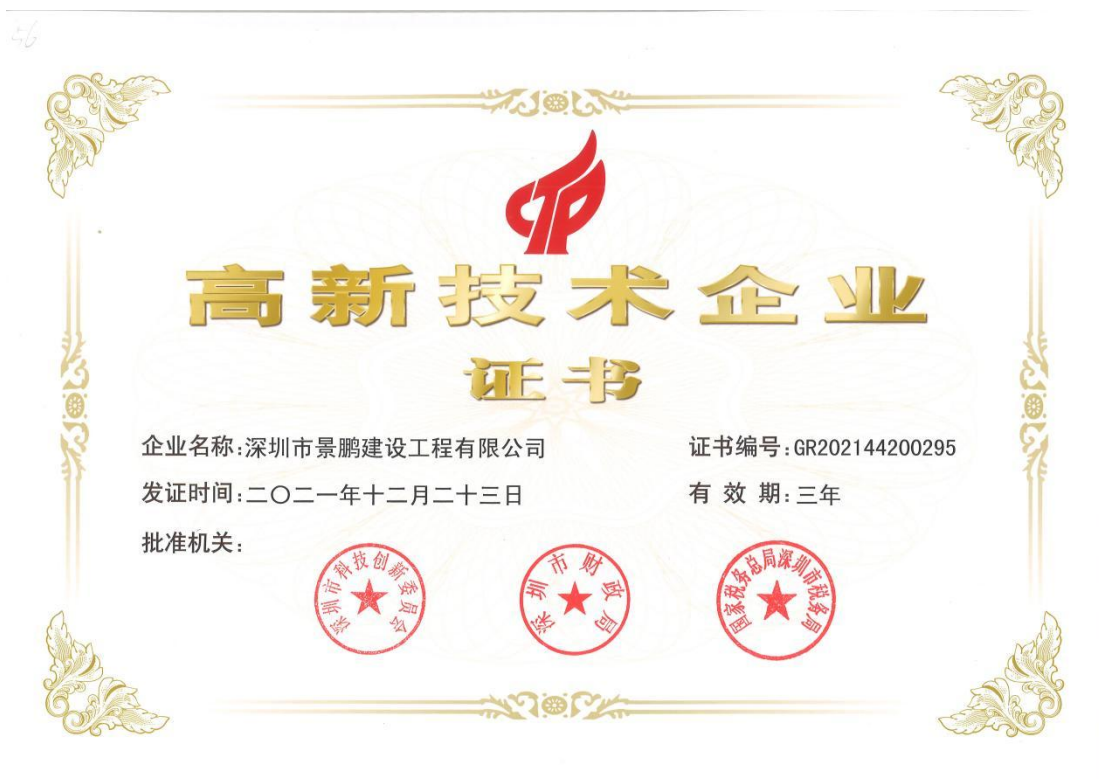 56
高新技术企业
证书
企业名称:深圳市景鹏建设工程有限公司
证书编号:GR202144200295
发证时间:二〇二一年十二月二十三日
有效期:三年
批准机关:
深圳市科技创新委员会
深圳市财政局
国家税务总局深圳市税务局